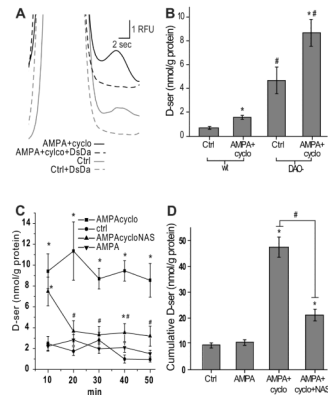 A
1 RFU
2 sec
AMPA+cyclo
AMPA+cylco+DsDa
Ctrl
Ctrl+DsDa
B
D-ser (nmol/g protein)
10
8
6
4
2
0
*
#
* #
Ctrl
AMPA+
cyclo
Ctrl
AMPA+
cyclo
wt
DAO-
C
D-ser (nmol/g protein)
14
12
10
8
6
4
2
0
AMPAcyclo
ctrl
AMPAcycloNAS
AMPA
*
*
*
*
*
*
#
#
*#
#
10
20
30
40
50
min
D
Cumulative D-ser (nmol/g protein)
50
40
30
20
10
0
#
*
*
Ctrl
AMPA
AMPA+
cyclo
AMPA+
cyclo+NAS